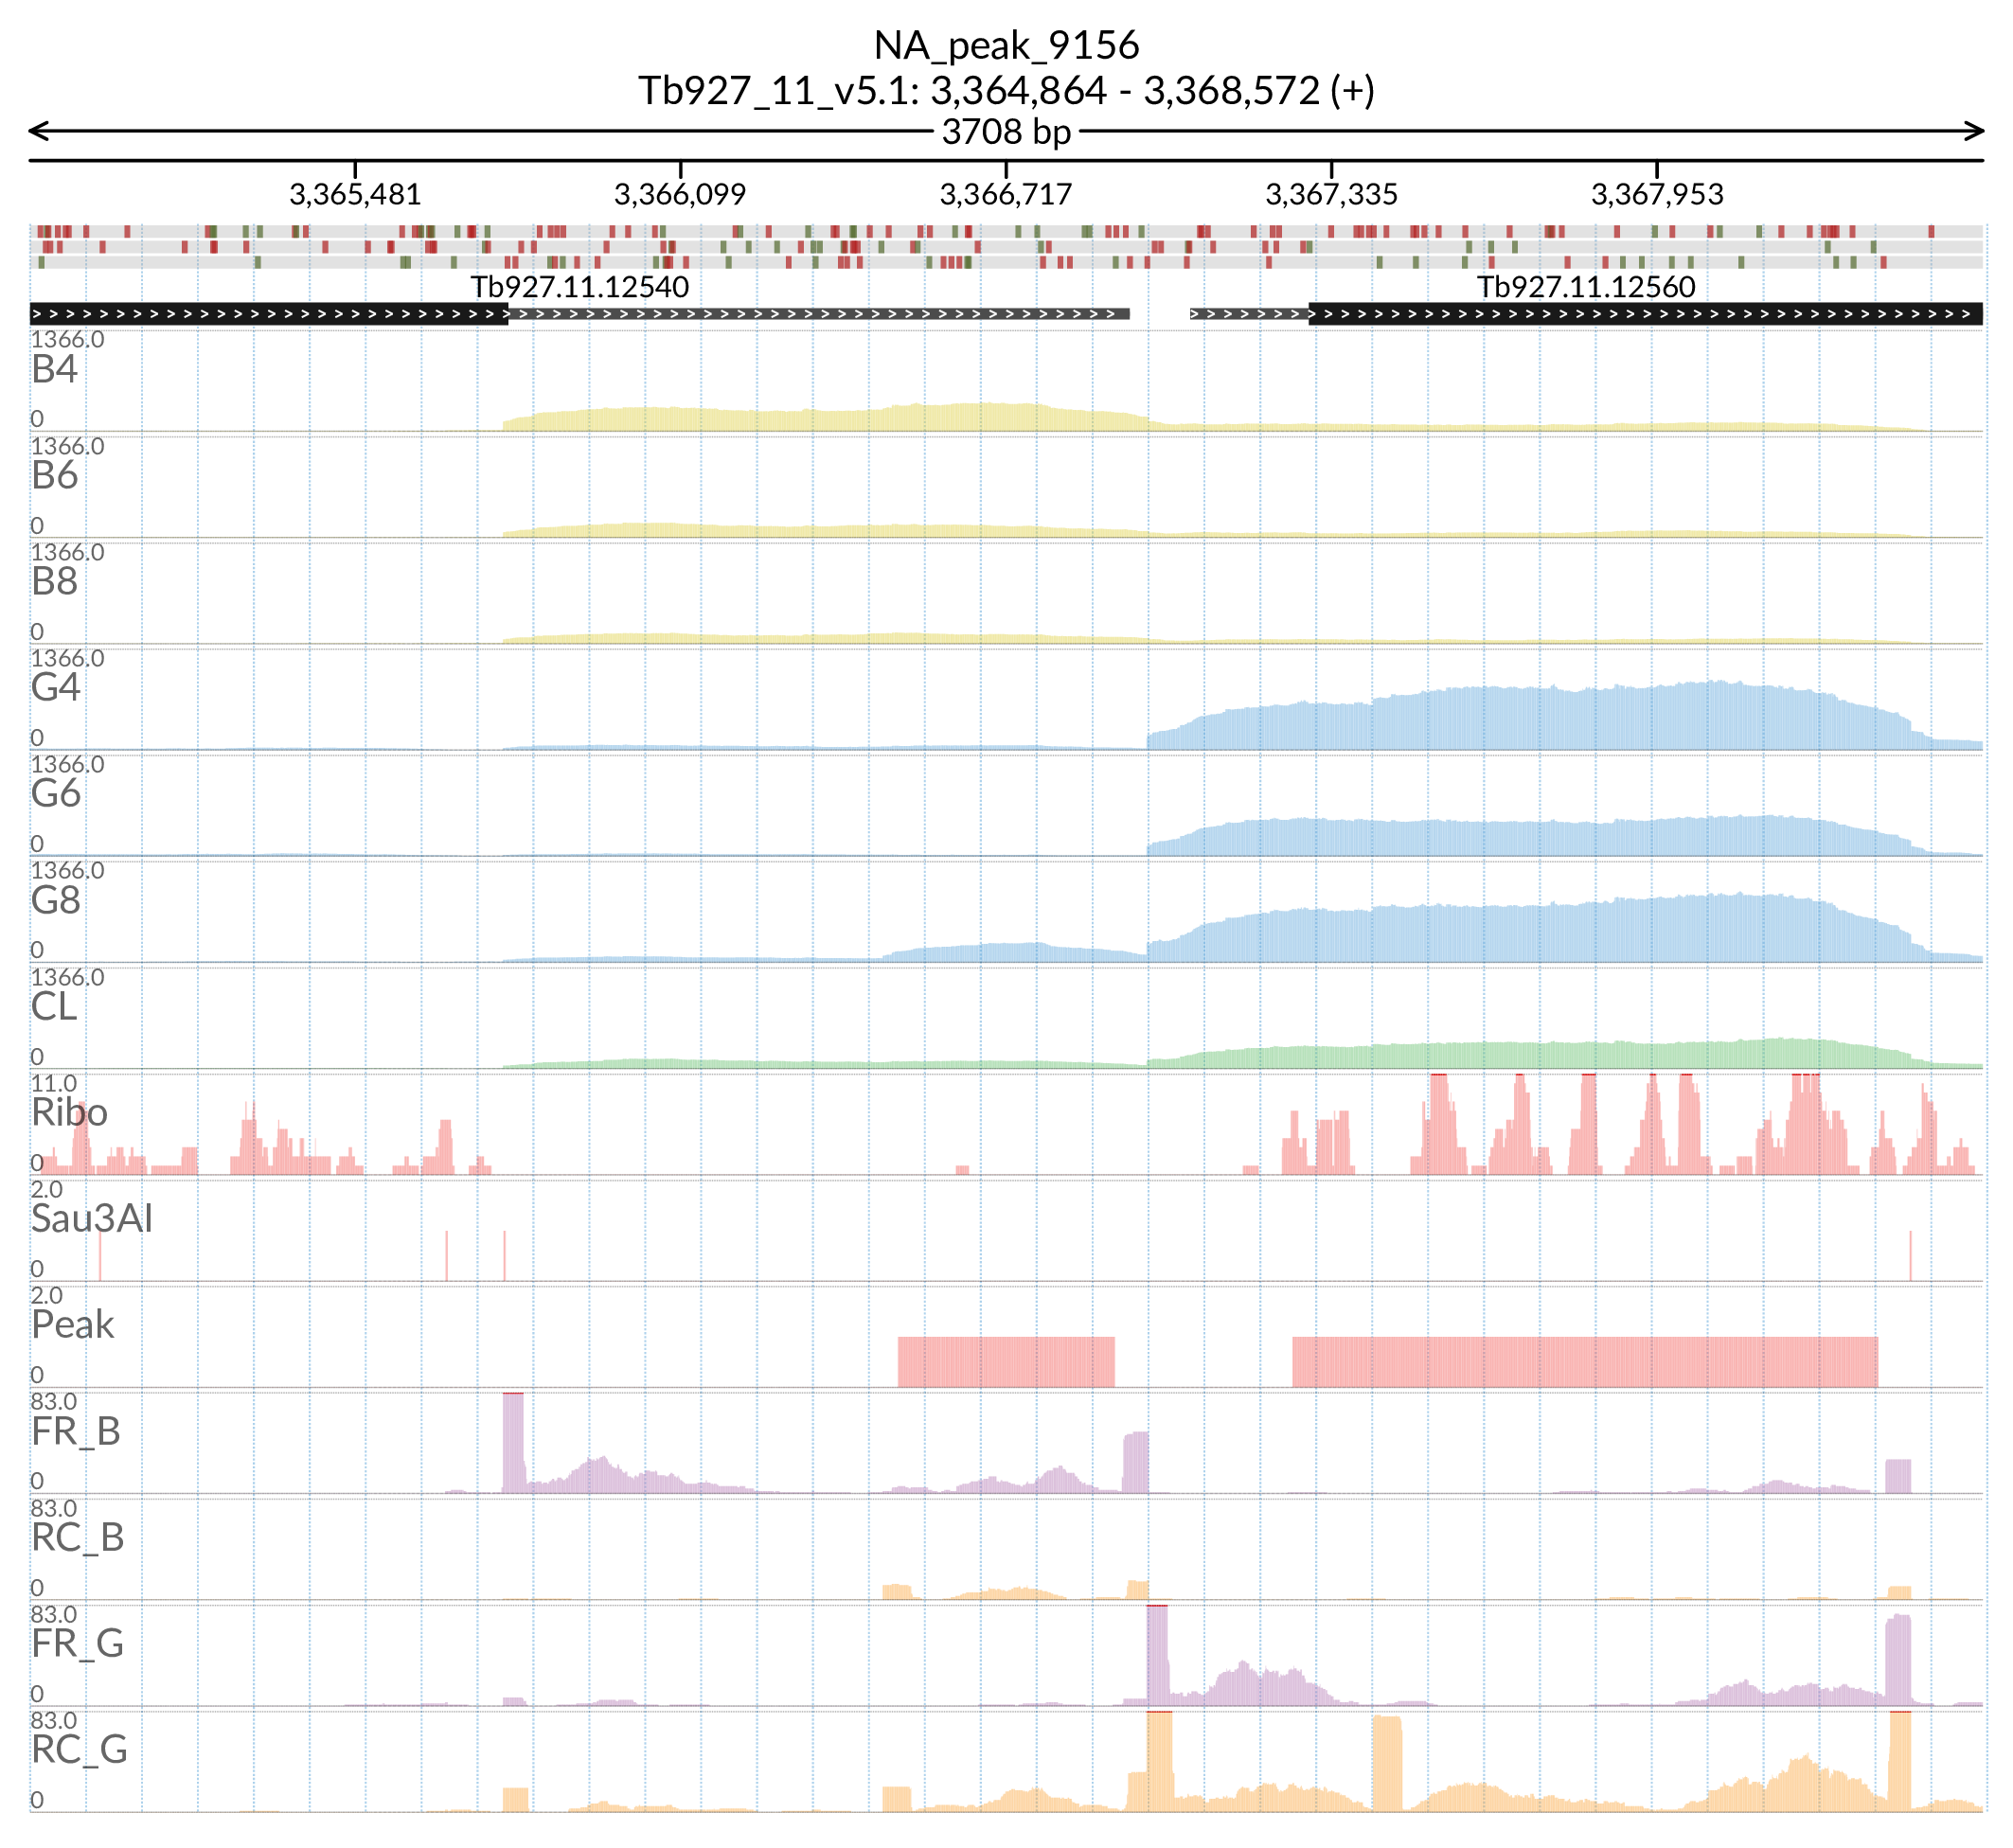 NA_peak_9156
Tb927_11_v5.1: 3,364,864 - 3,368,572 (+)
3708 bp
3,365,481 3,366,099 3,366,717 3,367,335 3,367,953
Tb927.11.12540 Tb927.11.12560
1366.0
B4
0
1366.0
B6
0
1366.0
B8
0
1366.0
G4
0
1366.0
G6
0
1366.0
G8
0
1366.0
CL
0
11.0
Ribo
0
2.0
Sau3AI
0
2.0
Peak
0
83.0
FR_B
0
83.0
RC_B
0
83.0
FR_G
0
83.0
RC_G
0